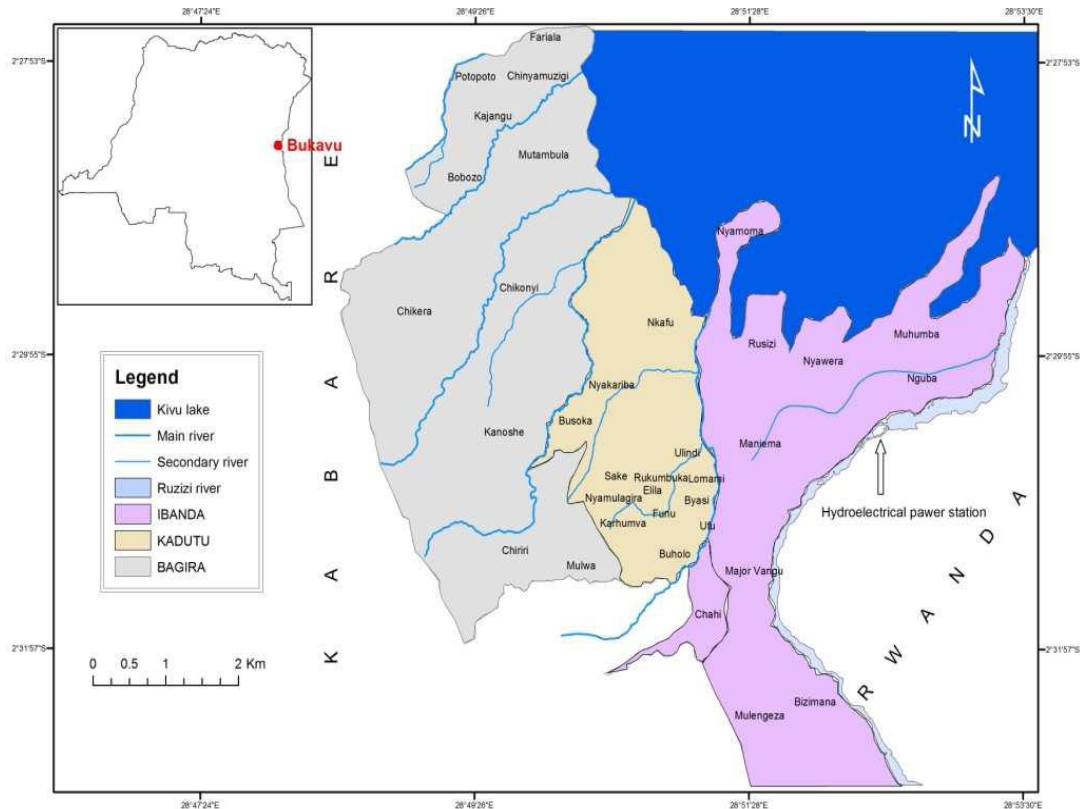 28°47'24"E
28°49'26"E
28°51'28"E
28°53'30"E
2°27'53"S
2°27'53"S
Bukavu
Fariala
Potopoto
Chinyamuzigi
Kajangu
Mutambula
Bobozo
Nyamoma
Chikonyi
Chikera
Nkafu
Rusizi
Muhumba
Nyawera
2°29'55"S
2°29'55"S
Nguba
Nyakariba
Busoka
Kanoshe
Maniema
Ulindi
Sake
Rukumbuka
Lomami
Elila
Nyamulagira
Byasi
Funu
Karhumva
Ufu
Hydroelectrical pawer station
Chiriri
Mulwa
Buholo
Major Vangu
Chahi
Bizimana
Mulengeza
KABARE
RWANDA
N
Legend
Kivu lake
Main river
Secondary river
Ruzizi river
IBANDA
KADUTU
BAGIRA
0 0.5 1 2 Km
2°31'57"S
2°31'57"S
28°47'24"E
28°49'26"E
28°51'28"E
28°53'30"E